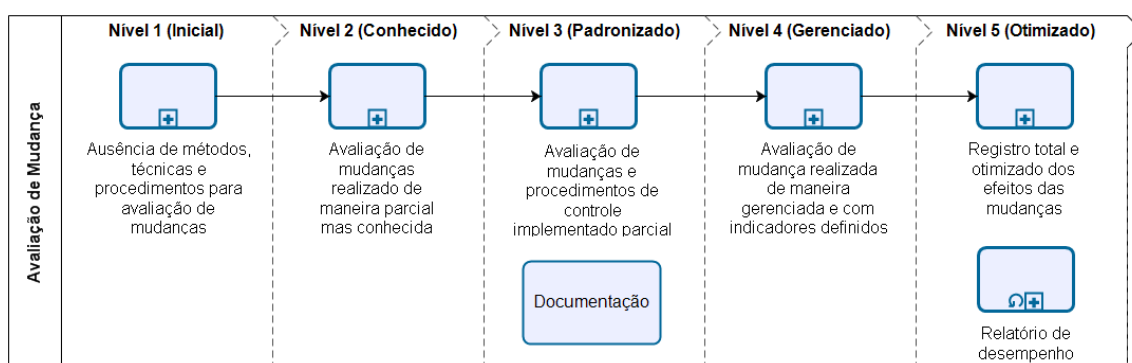 Nível 1 (Inicial)
Nível 2 (Conhecido)
Nível 3 (Padronizado)
Nível 4 (Gerenciado)
Nível 5 (Otimizado)
Avaliação de Mudança
Ausência de métodos,
técnicas e
procedimentos para
avaliação de
mudanças
Avaliação de
mudanças
realizado de
maneira parcial
mas conhecida
Avaliação de
mudanças e
procedimentos de
controle
implementado parcial
Avaliação de
mudança realizada
de maneira
gerenciada e com
indicadores definidos
Registro total e
otimizado dos
efeitos das
mudanças
Documentação
Relatório de
desempenho